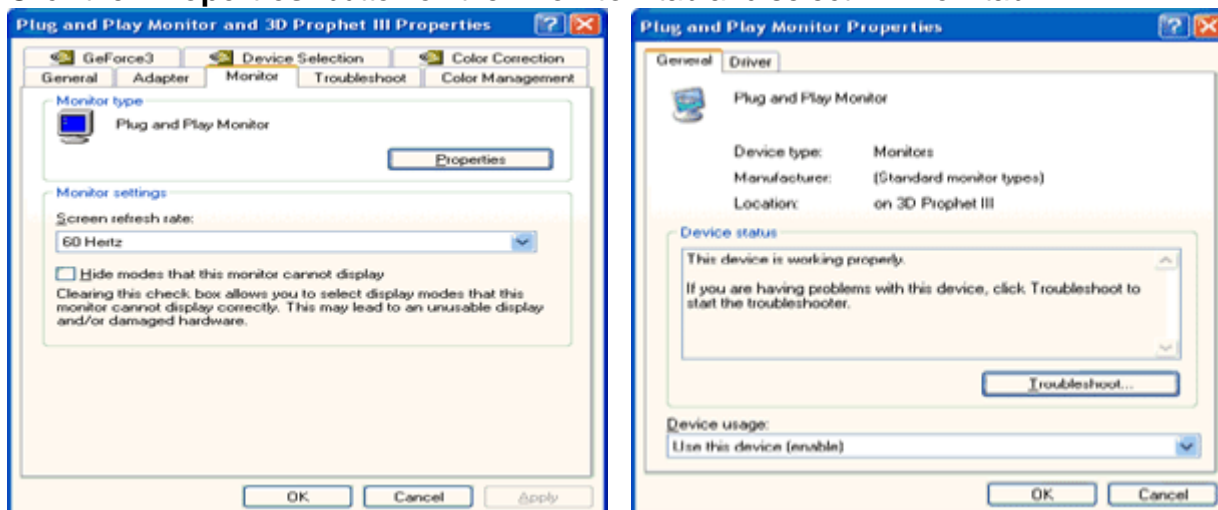 Plug and Play Monitor and 3D Prophet III Properties
GeForce3 Device Selection Color Correction
General Adapter Monitor Troubleshoot Color Management
Monitor type
Plug and Play Monitor
Properties
Monitor settings
Screen refresh rate:
60 Hertz
Hide modes that this monitor cannot display
Clearing this check box allows you to select display modes that this
monitor cannot display correctly. This may lead to an unusable display
and/or damaged hardware.
OK Cancel Apply
Plug and Play Monitor Properties
General Driver
Plug and Play Monitor
Device type: Monitors
Manufacturer: (Standard monitor types)
Location: on 3D Prophet III
Device status
This device is working properly.
If you are having problems with this device, click Troubleshoot to
start the troubleshooter.
Troubleshoot...
Device usage:
Use this device (enable)
OK Cancel